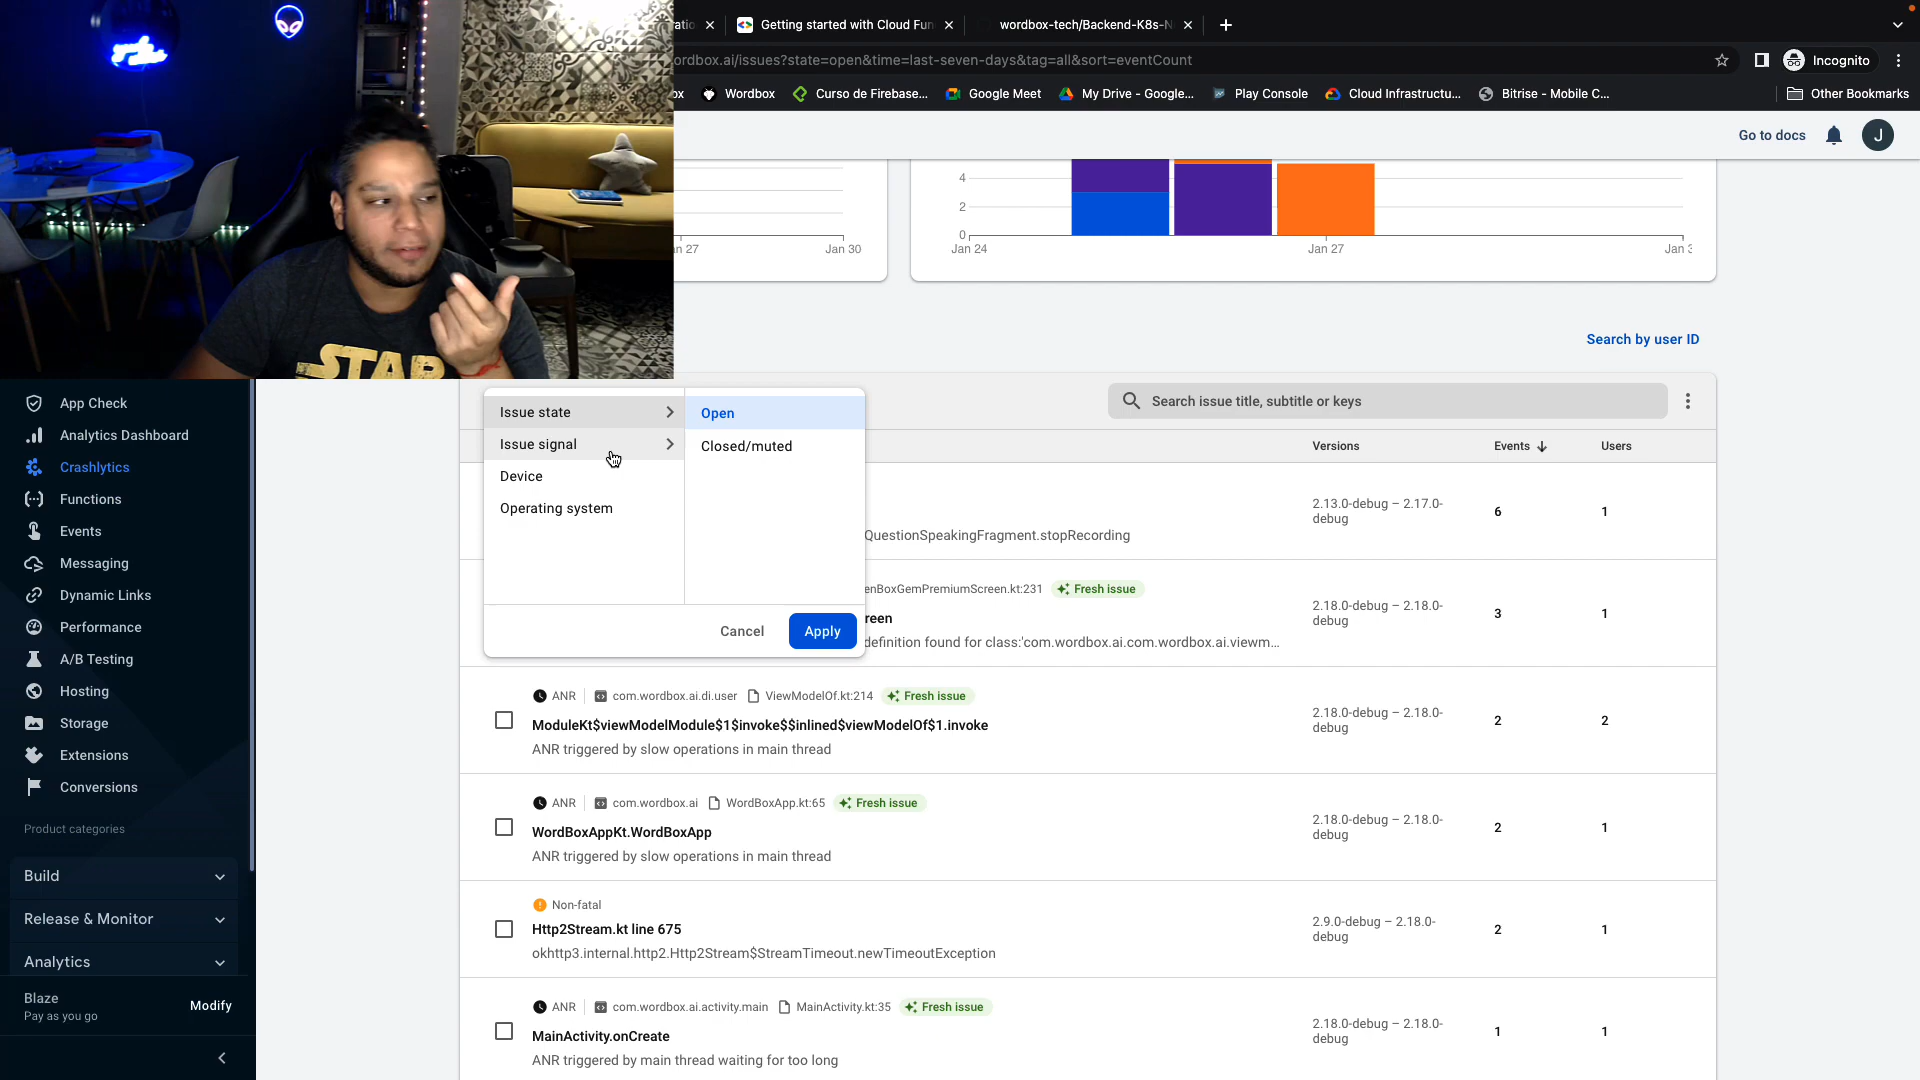 Getting started with Cloud Fun
wordbox-tech/Backend-K8s-N
ordbox.ai/issues?state=open&time=last-seven-days&tag=all&sort=eventCount
Incognito
Wordbox
Curso de Firebase...
Google Meet
My Drive - Google...
Play Console
Cloud Infrastructu...
Bitrise - Mobile C...
Other Bookmarks
Go to docs
J
4
2
0
n 27
Jan 30
Jan 24
Jan 27
Jan 3
STAR
Search by user ID
App Check
Analytics Dashboard
Crashlytics
Functions
Events
Messaging
Dynamic Links
Performance
A/B Testing
Hosting
Storage
Extensions
Conversions
Product categories
Build
Release & Monitor
Analytics
Blaze
Pay as you go
Modify
Issue state
Issue signal
Device
Operating system
Open
Closed/muted
Cancel
Apply
Search issue title, subtitle or keys
Versions
Events
Users
2.13.0-debug – 2.17.0-
debug
6
1
QuestionSpeakingFragment.stopRecording
enBoxGemPremiumScreen.kt:231
Fresh issue
reen
definition found for class:'com.wordbox.ai.com.wordbox.ai.viewm...
2.18.0-debug – 2.18.0-
debug
3
1
ANR
com.wordbox.ai.di.user
ViewModelOf.kt:214
Fresh issue
ModuleKt$viewModelModule$1$invoke$$inlined$viewModelOf$1.invoke
ANR triggered by slow operations in main thread
2.18.0-debug – 2.18.0-
debug
2
2
ANR
com.wordbox.ai
WordBoxApp.kt:65
Fresh issue
WordBoxAppKt.WordBoxApp
ANR triggered by slow operations in main thread
2.18.0-debug – 2.18.0-
debug
2
1
Non-fatal
Http2Stream.kt line 675
okhttp3.internal.http2.Http2Stream$StreamTimeout.newTimeoutException
2.9.0-debug – 2.18.0-
debug
2
1
ANR
com.wordbox.ai.activity.main
MainActivity.kt:35
Fresh issue
MainActivity.onCreate
ANR triggered by main thread waiting for too long
2.18.0-debug – 2.18.0-
debug
1
1